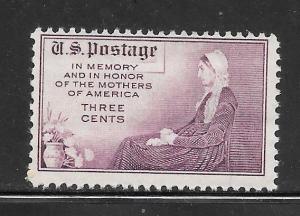 U.S. Postage
IN MEMORY
AND IN HONOR
OF THE MOTHERS
OF AMERICA
THREE
CENTS